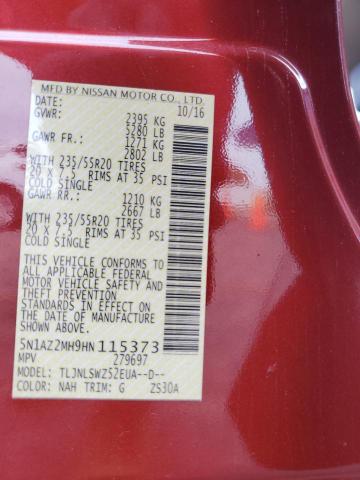 MFD BY NISSAN MOTOR CO., LTD.
DATE: 10/16
GVWR: 2395 KG
5280 LB
GAWR FR.: 1271 KG
2802 LB
WITH 235/55R20 TIRES
20 X 7.5 RIMS AT 35 PSI
COLD SINGLE
GAWR RR.: 1210 KG
2667 LB
WITH 235/55R20 TIRES
20 X 7.5 RIMS AT 35 PSI
COLD SINGLE
THIS VEHICLE CONFORMS TO
ALL APPLICABLE FEDERAL
MOTOR VEHICLE SAFETY AND
THEFT PREVENTION
STANDARDS IN EFFECT ON
THE DATE OF MANUFACTURE
SHOWN ABOVE.
5N1AZ2MH9HN115373
MPV 279697
MODEL: TLJNLSWZ52EUA--D--
COLOR: NAH TRIM: G ZS30A